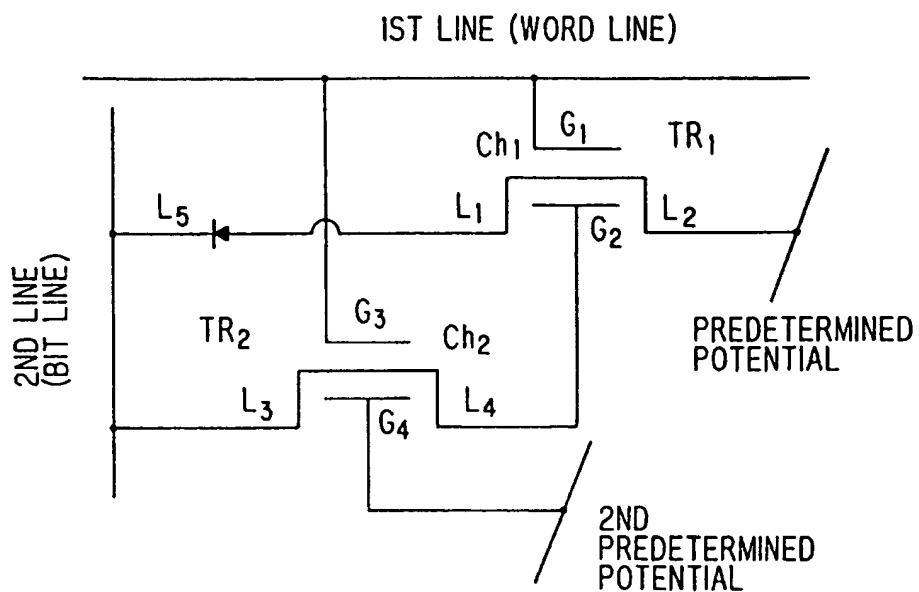 1ST LINE (WORD LINE)
Ch1
G1
TR1
L5
L1
G2
L2
2ND LINE
(BIT LINE)
TR2
G3
Ch2
PREDETERMINED
POTENTIAL
L3
G4
L4
2ND
PREDETERMINED
POTENTIAL